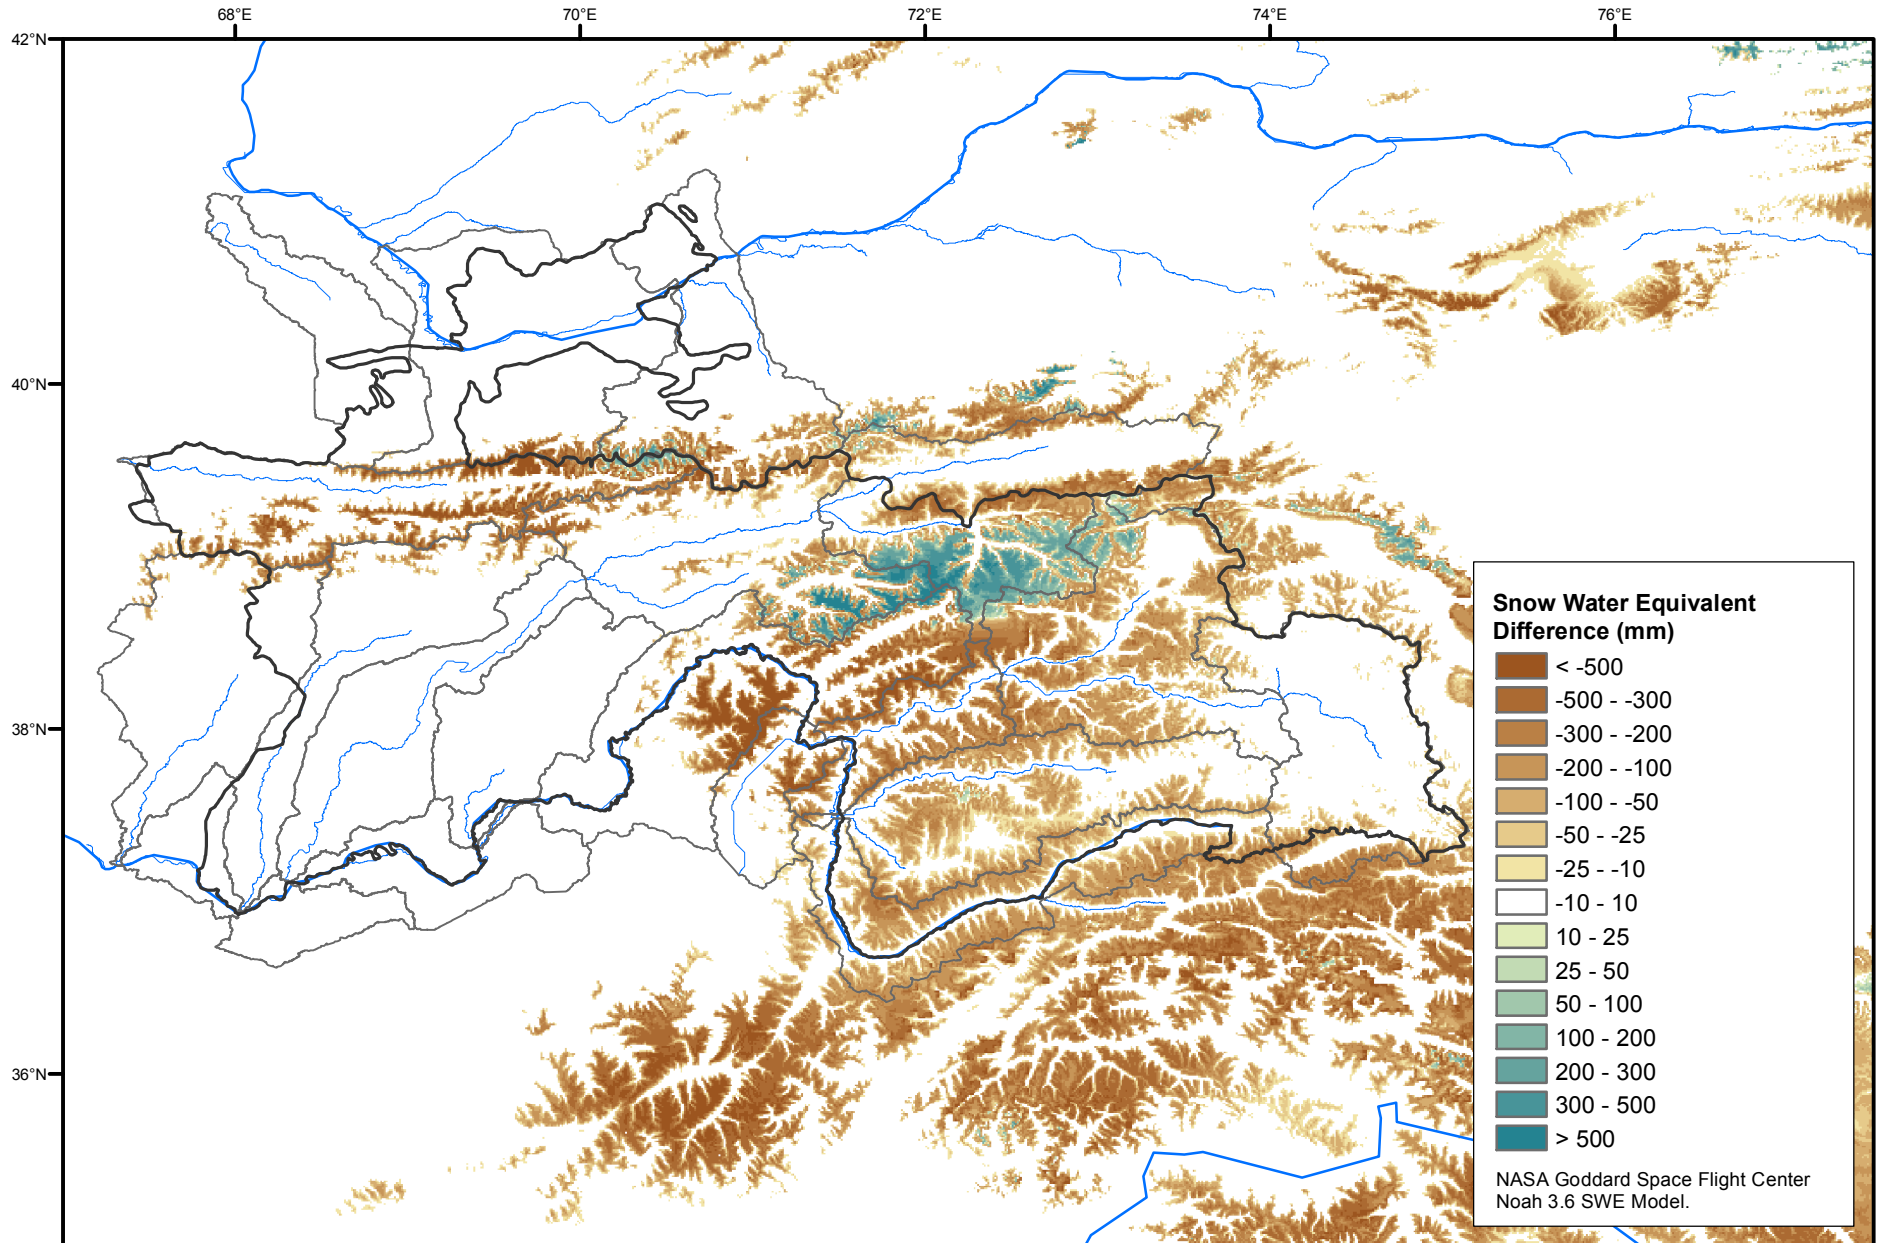 68°E
70°E
72°E
74°E
76°E
42°N
40°N
38°N
36°N
Snow Water Equivalent
Difference (mm)
< -500
-500 - -300
-300 - -200
-200 - -100
-100 - -50
-50 - -25
-25 - -10
-10 - 10
10 - 25
25 - 50
50 - 100
100 - 200
200 - 300
300 - 500
> 500
NASA Goddard Space Flight Center
Noah 3.6 SWE Model.